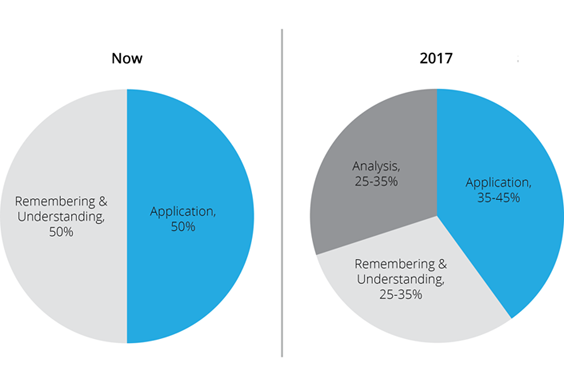 Now
Remembering &
Understanding,
50%
Application,
50%
2017
Analysis,
25-35%
Application,
35-45%
Remembering &
Understanding,
25-35%